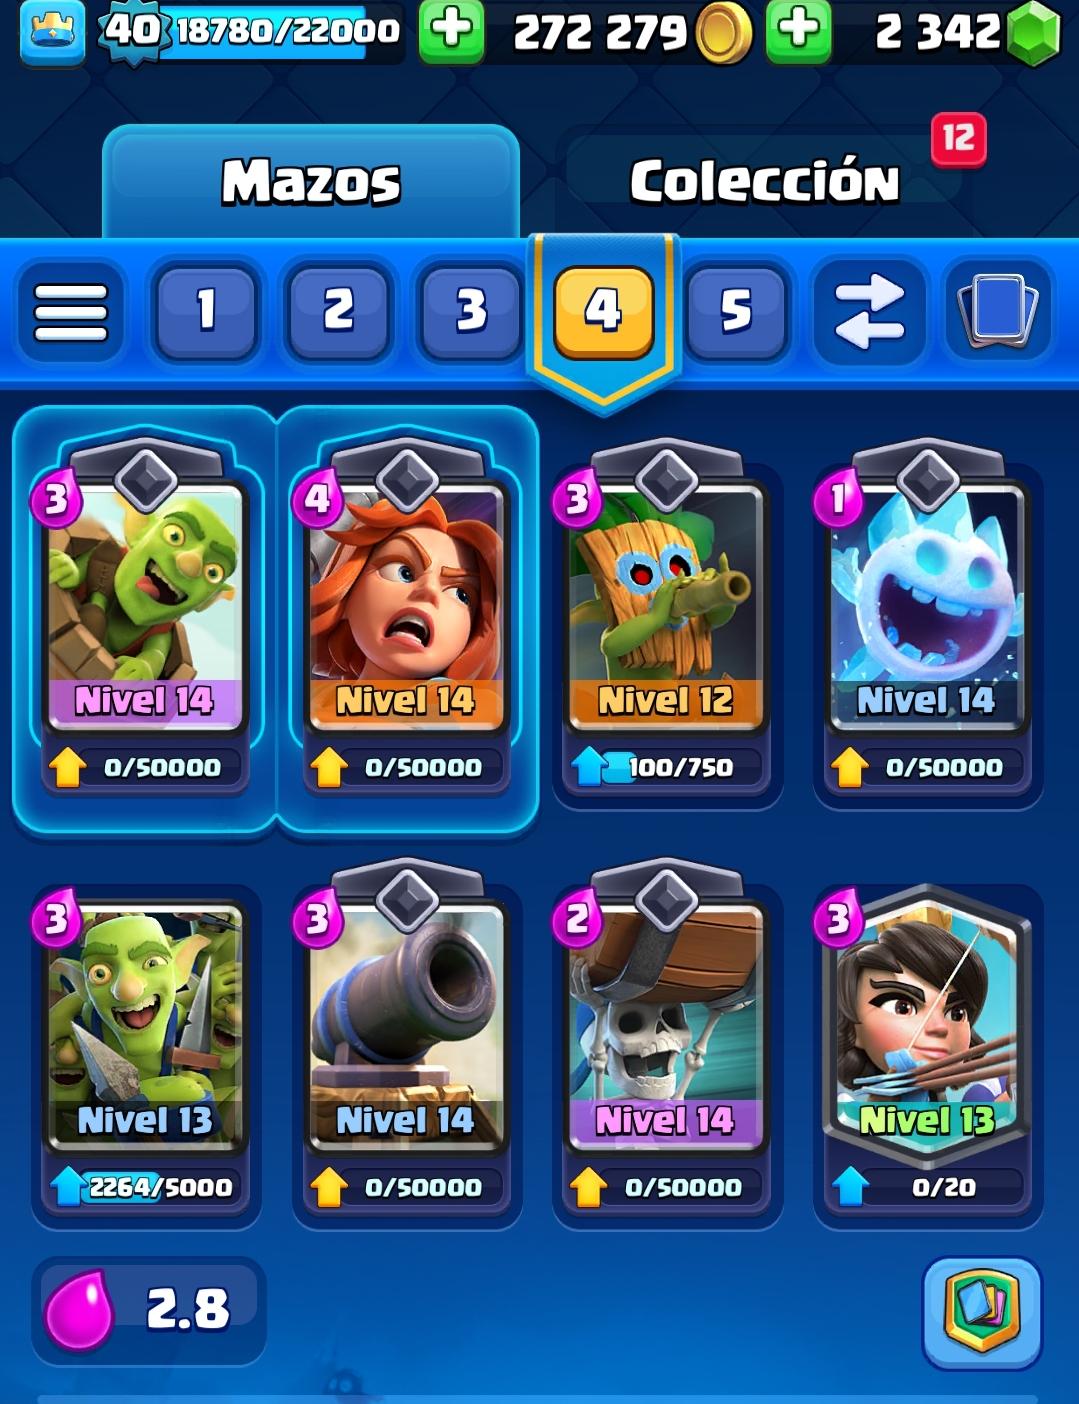 40 18780/22000 272 279 2 342
Mazos Colección 12
1 2 3 4 5
3 4 3 1
Nivel 14 Nivel 14 Nivel 12 Nivel 14
0/50000 0/50000 100/750 0/50000
3 3 2 3
Nivel 13 Nivel 14 Nivel 14 Nivel 13
2264/5000 0/50000 0/50000 0/20
2.8